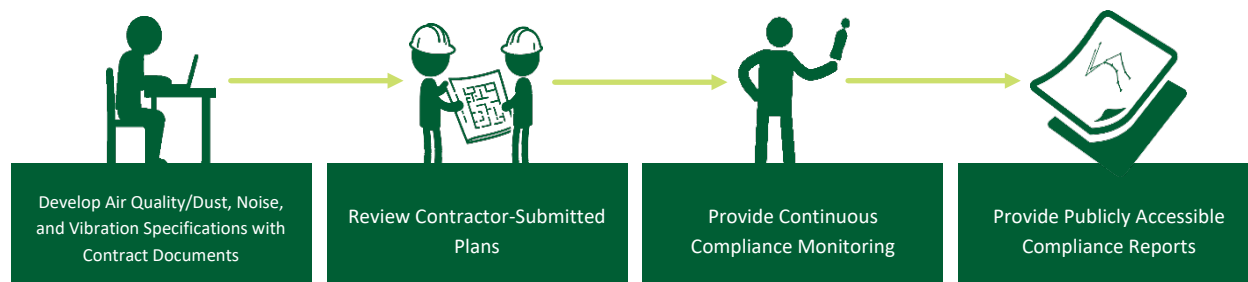 Develop Air Quality/Dust, Noise,
and Vibration Specifications with
Contract Documents
Review Contractor-Submitted
Plans
Provide Continuous
Compliance Monitoring
Provide Publicly Accessible
Compliance Reports